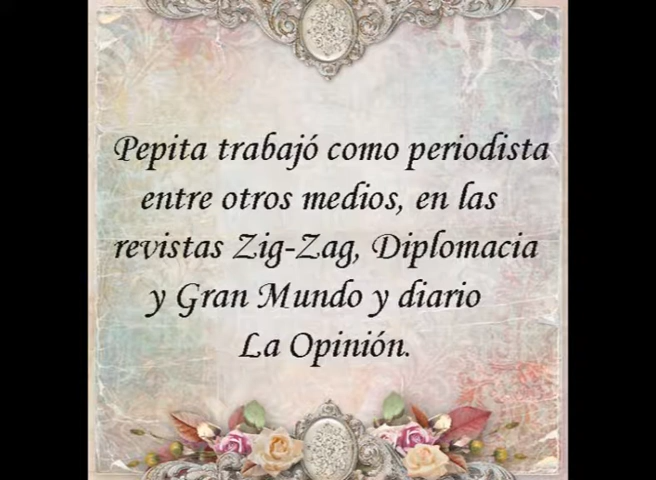 Pepita trabajó como periodista
entre otros medios, en las
revistas Zig-Zag, Diplomacia
y Gran Mundo y diario
La Opinión.